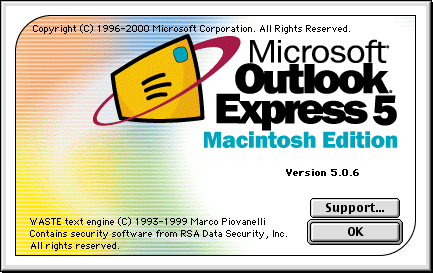 Copyright (C) 1996-2000 Microsoft Corporation. All Rights Reserved.
Microsoft®
Outlook
Express 5
Macintosh Edition
Version 5.0.6
Support...
WASTE text engine (C) 1993-1999 Marco Piovanelli
Contains security software from RSA Data Security, Inc.
All rights reserved.
OK